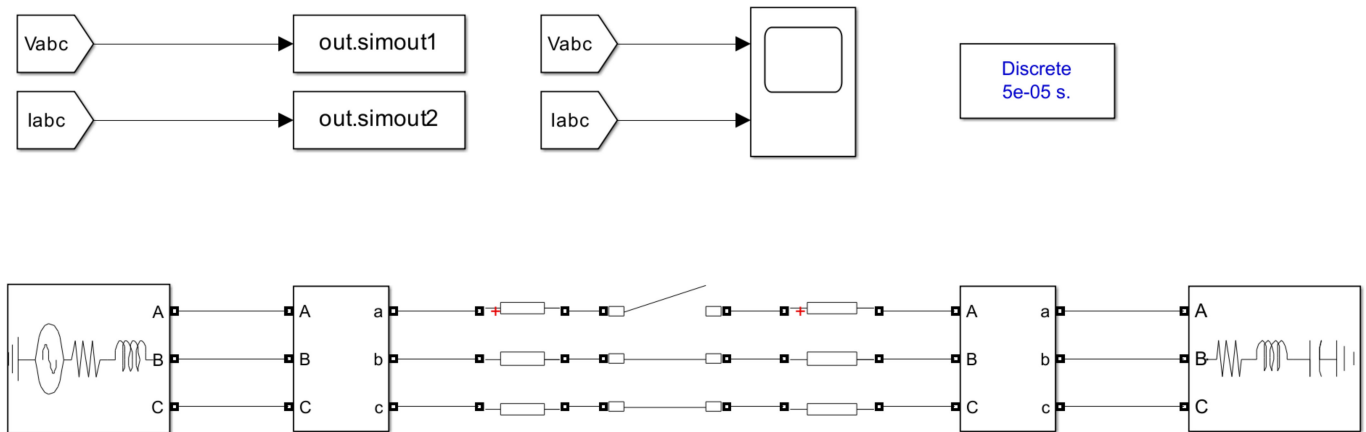 Vabc
out.simout1
Vabc
Discrete
5e-05 s.
Iabc
out.simout2
Iabc
A
A
a
A
a
A
B
B
b
B
b
B
C
C
c
C
c
C